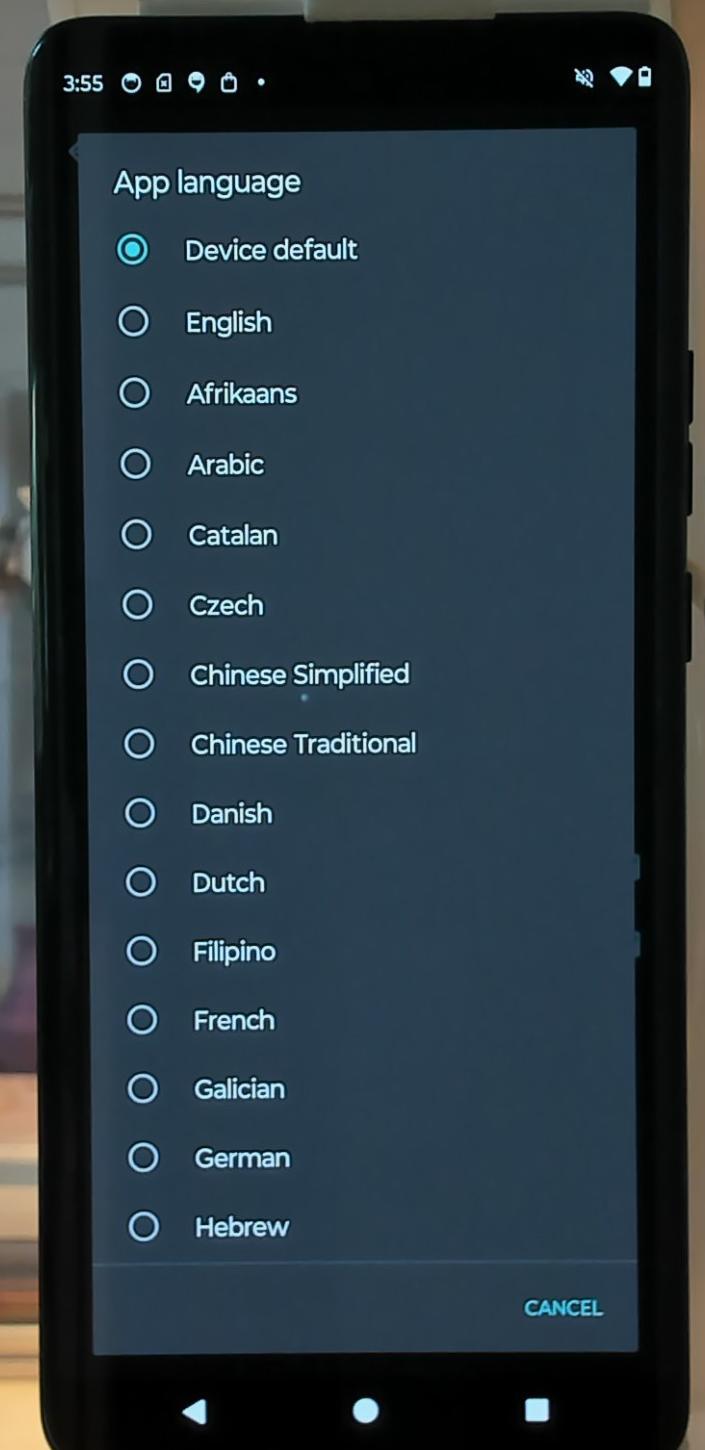 3:55
App language
Device default
English
Afrikaans
Arabic
Catalan
Czech
Chinese Simplified
Chinese Traditional
Danish
Dutch
Filipino
French
Galician
German
Hebrew
CANCEL